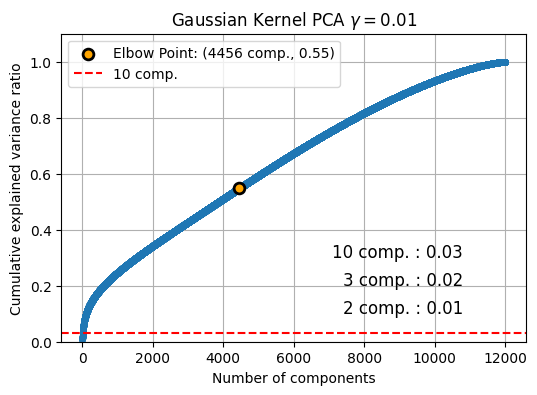 Gaussian Kernel PCA γ = 0.01
Elbow Point: (4456 comp., 0.55)
10 comp.
Cumulative explained variance ratio
1.0
0.8
0.6
0.4
0.2
0.0
10 comp. : 0.03
3 comp. : 0.02
2 comp. : 0.01
0 2000 4000 6000 8000 10000 12000
Number of components